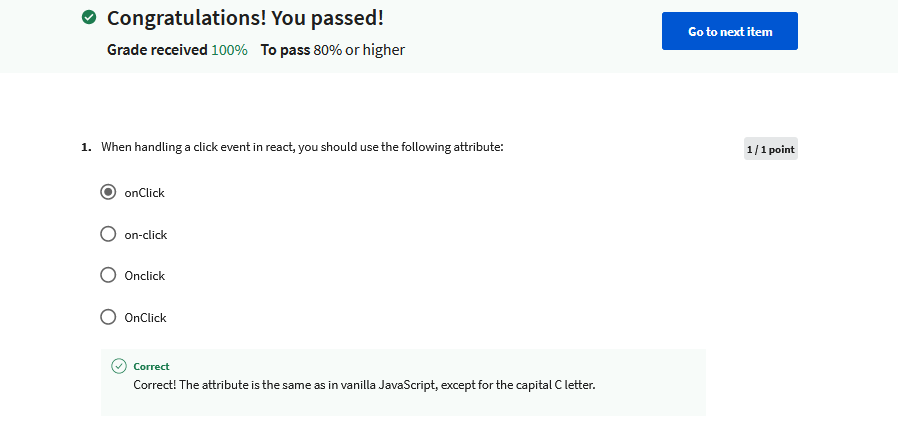 Congratulations! You passed!
Grade received 100% To pass 80% or higher
Go to next item
1. When handling a click event in react, you should use the following attribute:
1 / 1 point
onClick
on-click
Onclick
OnClick
Correct
Correct! The attribute is the same as in vanilla JavaScript, except for the capital C letter.